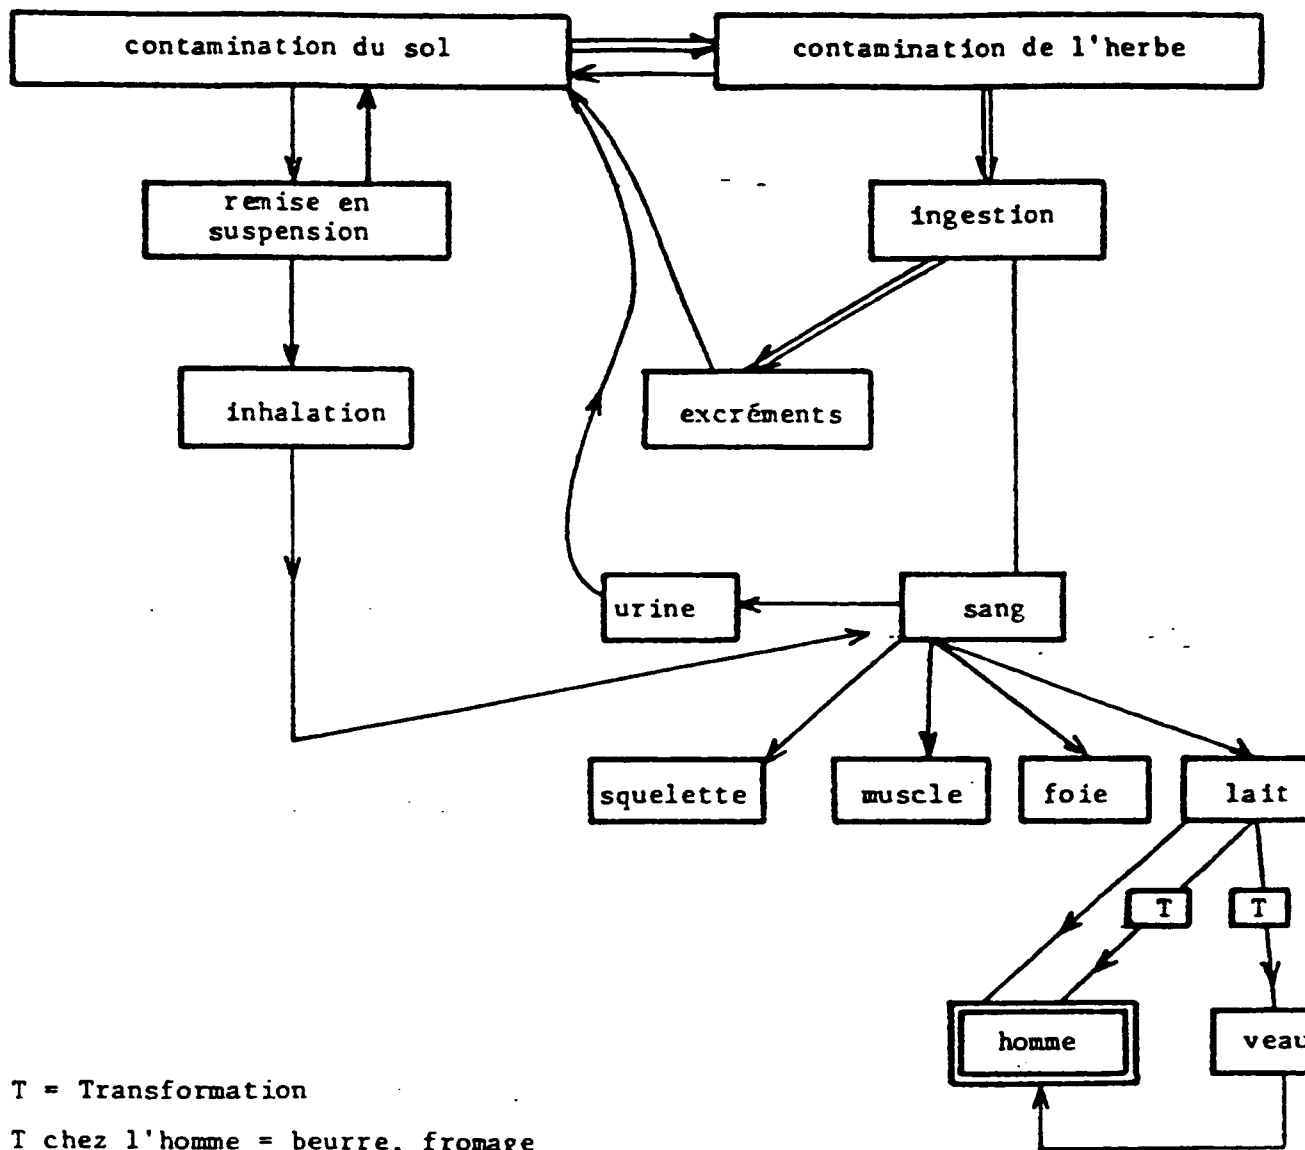 contamination du sol
contamination de l'herbe
remise en
suspension
ingestion
inhalation
excréments
urine
sang
squelette
muscle
foie
lait
T
T
homme
veau
T = Transformation
T chez l'homme = beurre, fromage